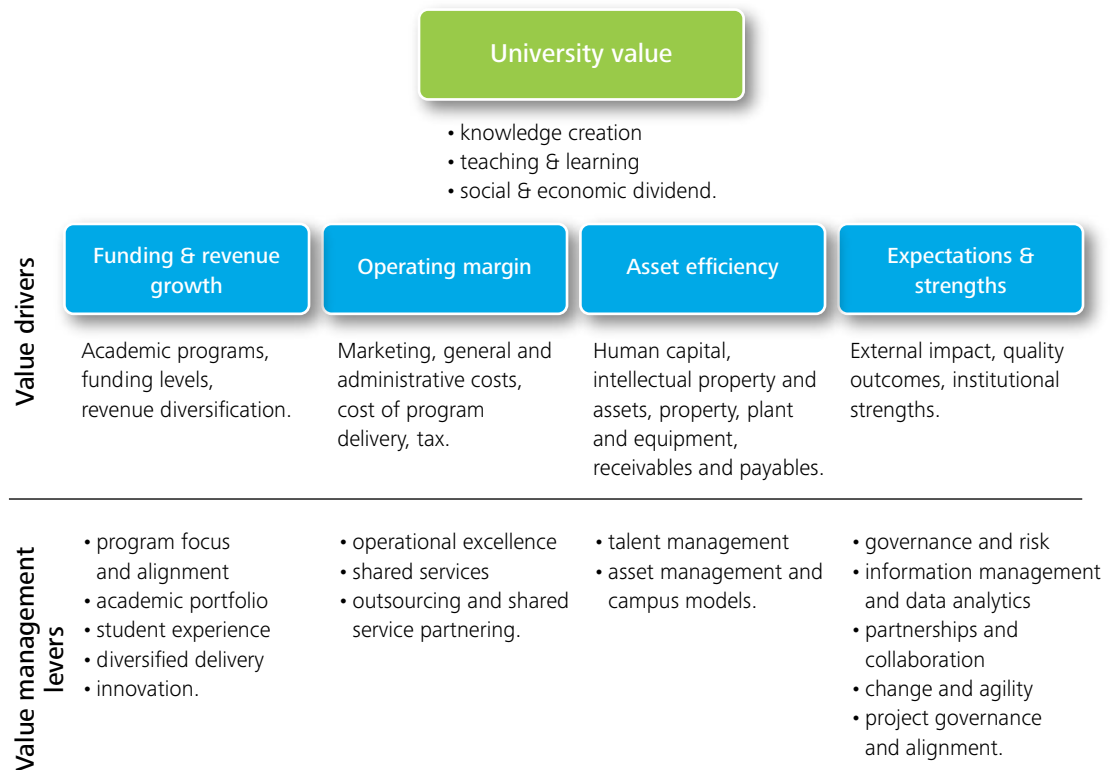 University value
• knowledge creation
• teaching & learning
• social & economic dividend.
Value drivers
Funding & revenue
growth
Academic programs,
funding levels,
revenue diversification.
Operating margin
Marketing, general and
administrative costs,
cost of program
delivery, tax.
Asset efficiency
Human capital,
intellectual property and
assets, property, plant
and equipment,
receivables and payables.
Expectations &
strengths
External impact, quality
outcomes, institutional
strengths.
Value management
levers
• program focus
and alignment
• academic portfolio
• student experience
• diversified delivery
• innovation.
• operational excellence
• shared services
• outsourcing and shared
service partnering.
• talent management
• asset management and
campus models.
• governance and risk
• information management
and data analytics
• partnerships and
collaboration
• change and agility
• project governance
and alignment.